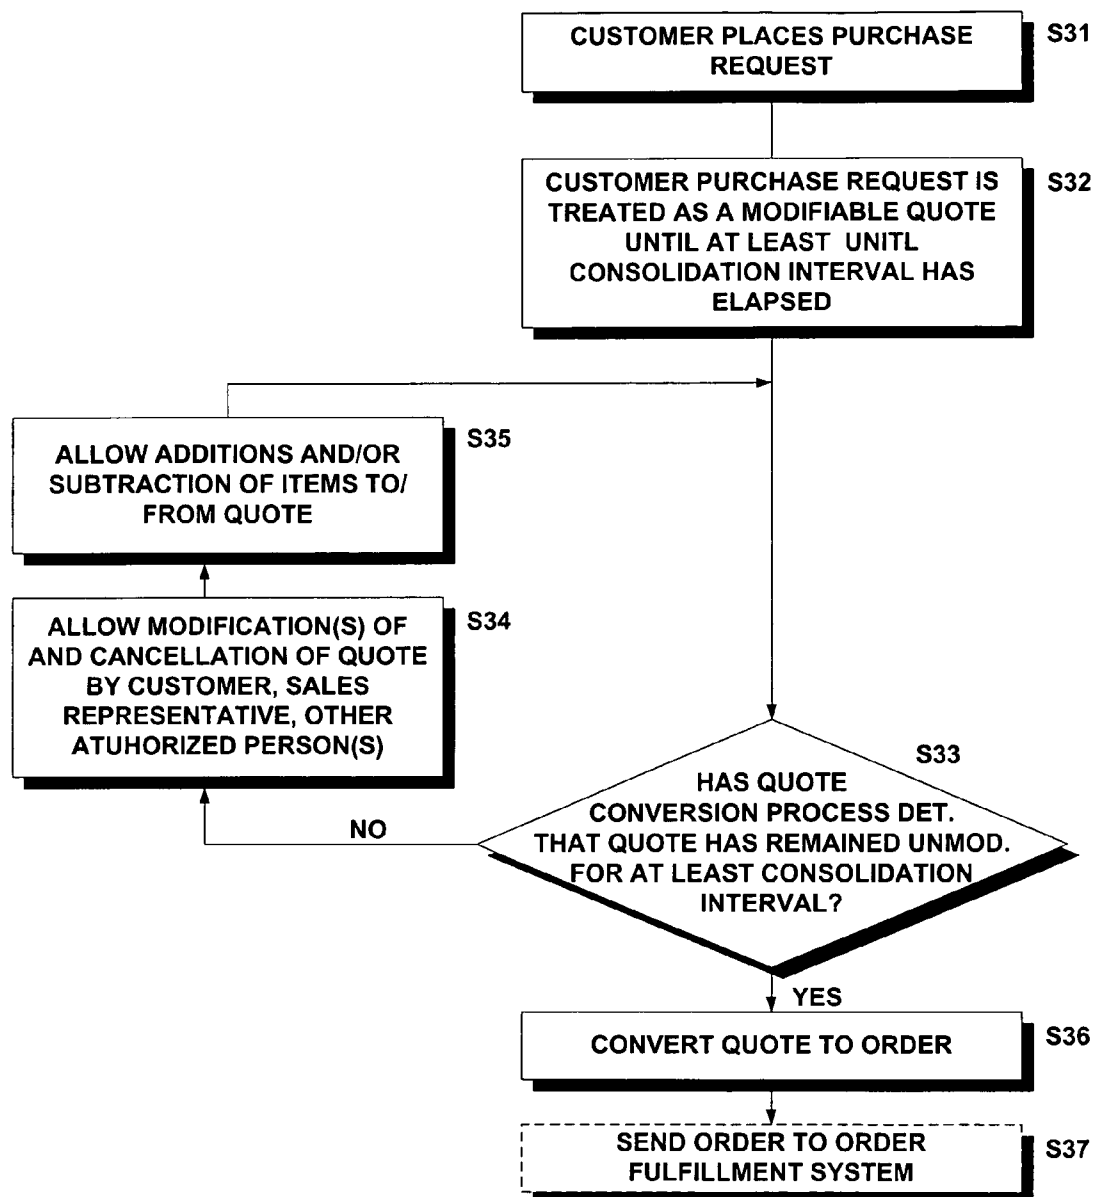 CUSTOMER PLACES PURCHASE
REQUEST
S31
CUSTOMER PURCHASE REQUEST IS
TREATED AS A MODIFIABLE QUOTE
UNTIL AT LEAST UNITL
CONSOLIDATION INTERVAL HAS
ELAPSED
S32
ALLOW ADDITIONS AND/OR
SUBTRACTION OF ITEMS TO/
FROM QUOTE
S35
ALLOW MODIFICATION(S) OF
AND CANCELLATION OF QUOTE
BY CUSTOMER, SALES
REPRESENTATIVE, OTHER
ATUHORIZED PERSON(S)
S34
S33
HAS QUOTE
CONVERSION PROCESS DET.
THAT QUOTE HAS REMAINED UNMOD.
FOR AT LEAST CONSOLIDATION
INTERVAL?
NO
YES
CONVERT QUOTE TO ORDER
S36
SEND ORDER TO ORDER
FULFILLMENT SYSTEM
S37